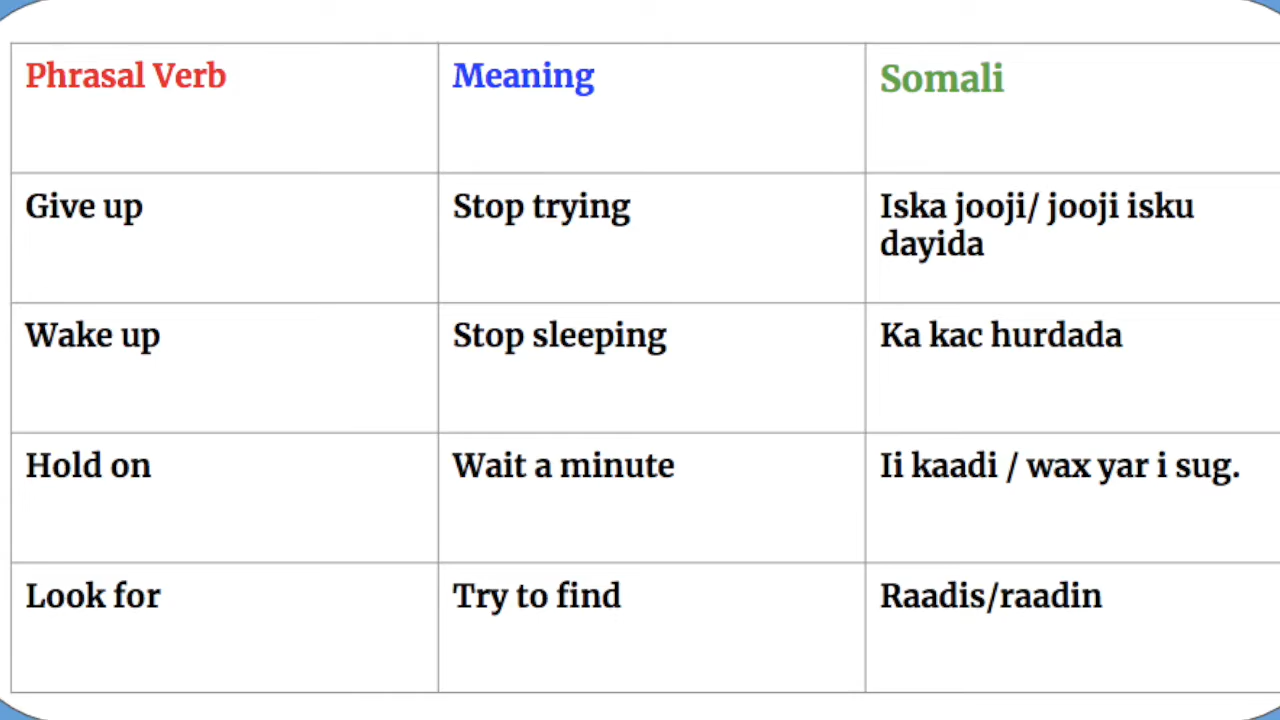 Phrasal Verb
Meaning
Somali
Give up
Stop trying
Iska jooji/ jooji isku
dayida
Wake up
Stop sleeping
Ka kac hurdada
Hold on
Wait a minute
Ii kaadi / wax yar i sug.
Look for
Try to find
Raadis/raadin